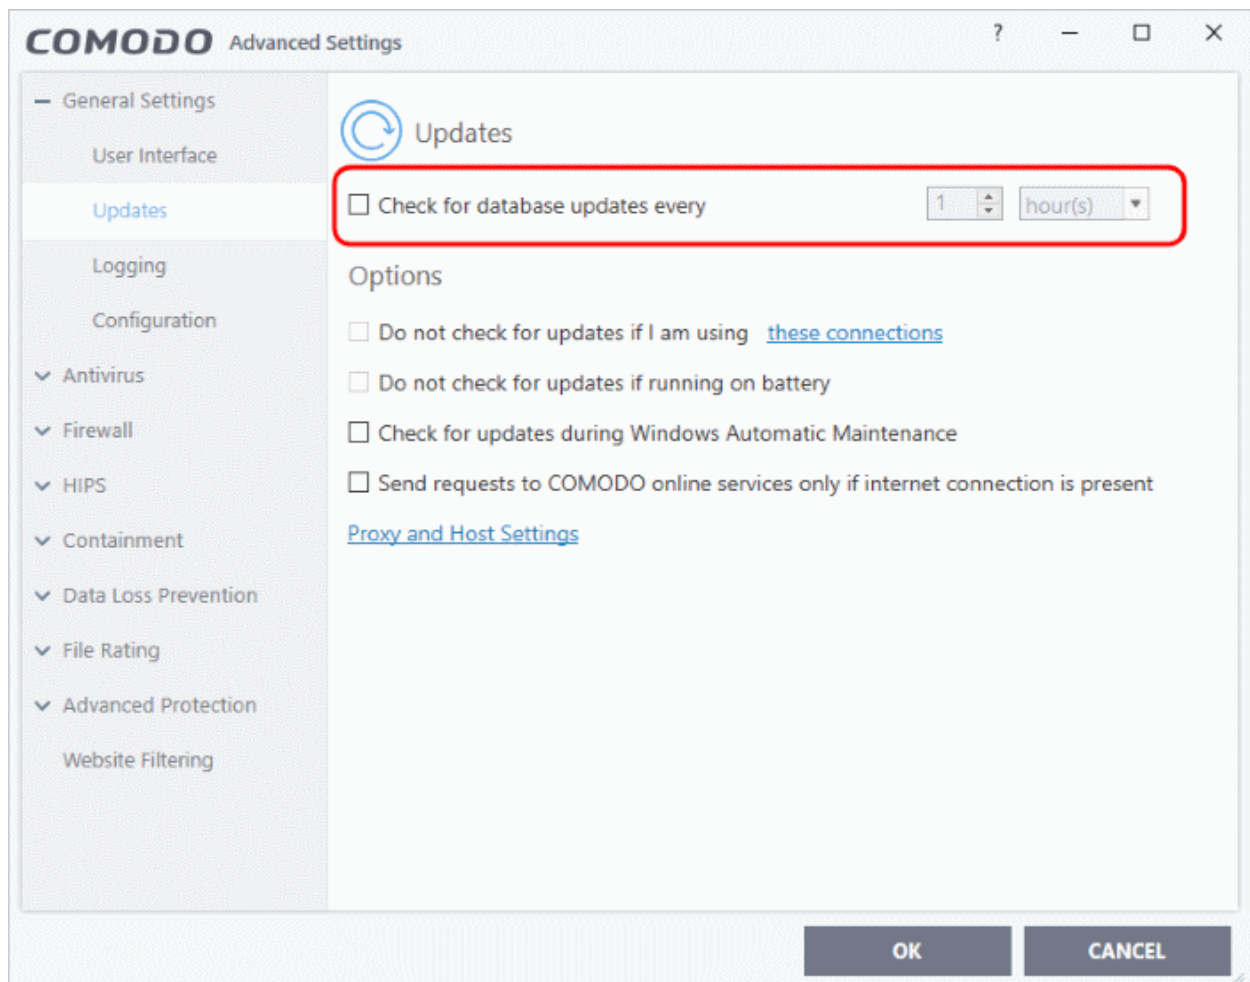 COMODO Advanced Settings ?
General Settings
User Interface
Updates
Logging
Configuration
Antivirus
Firewall
HIPS
Containment
Data Loss Prevention
File Rating
Advanced Protection
Website Filtering
Updates
Check for database updates every 1 hour(s)
Options
Do not check for updates if I am using these connections
Do not check for updates if running on battery
Check for updates during Windows Automatic Maintenance
Send requests to COMODO online services only if internet connection is present
Proxy and Host Settings
OK CANCEL